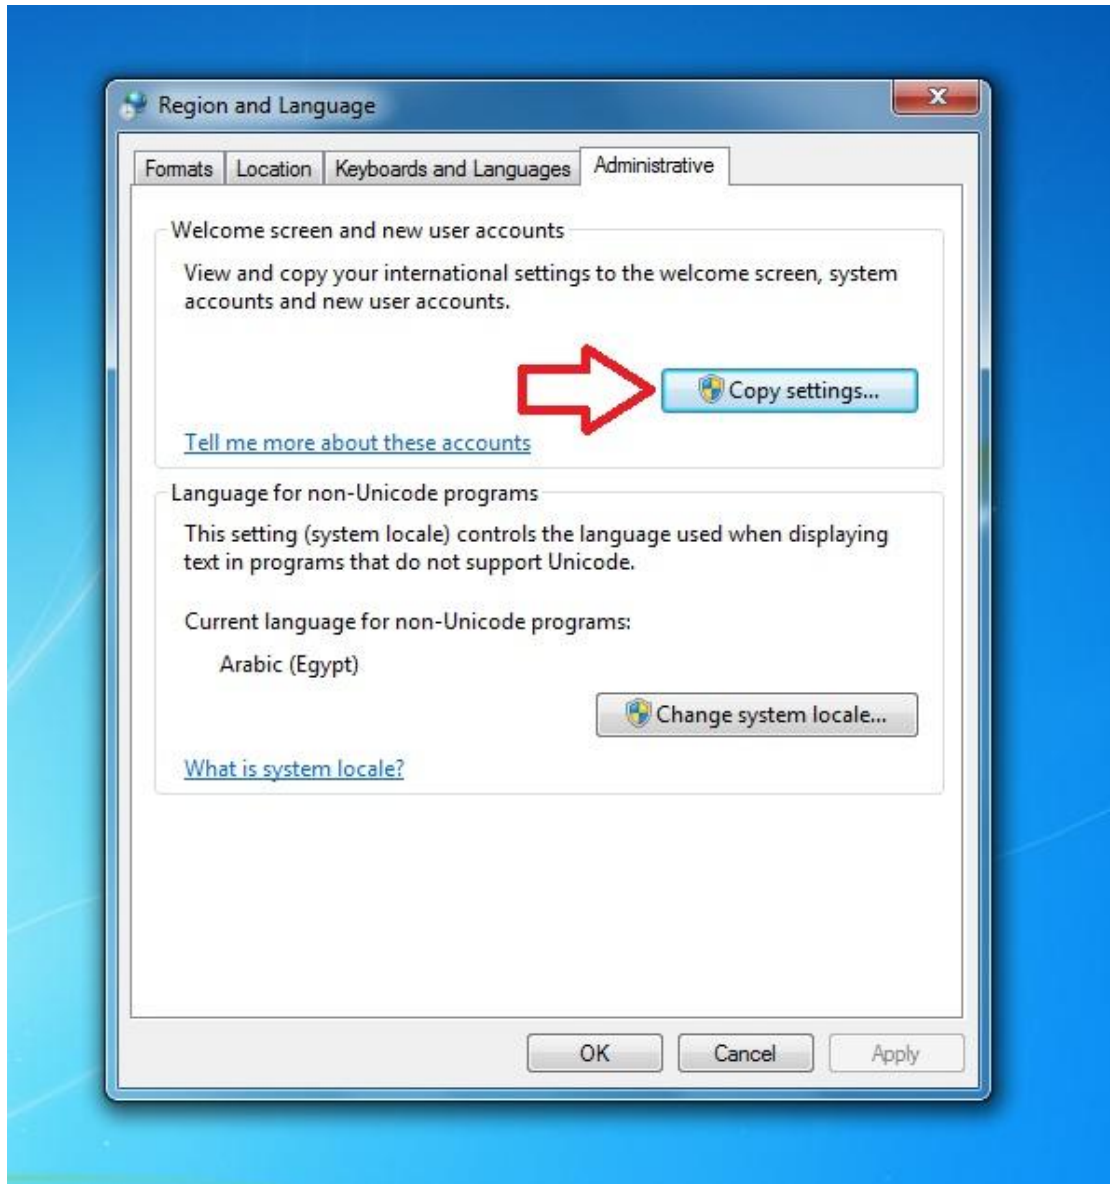 Region and Language
Formats Location Keyboards and Languages Administrative
Welcome screen and new user accounts
View and copy your international settings to the welcome screen, system
accounts and new user accounts.
Copy settings...
Tell me more about these accounts
Language for non-Unicode programs
This setting (system locale) controls the language used when displaying
text in programs that do not support Unicode.
Current language for non-Unicode programs:
Arabic (Egypt)
Change system locale...
What is system locale?
OK Cancel Apply